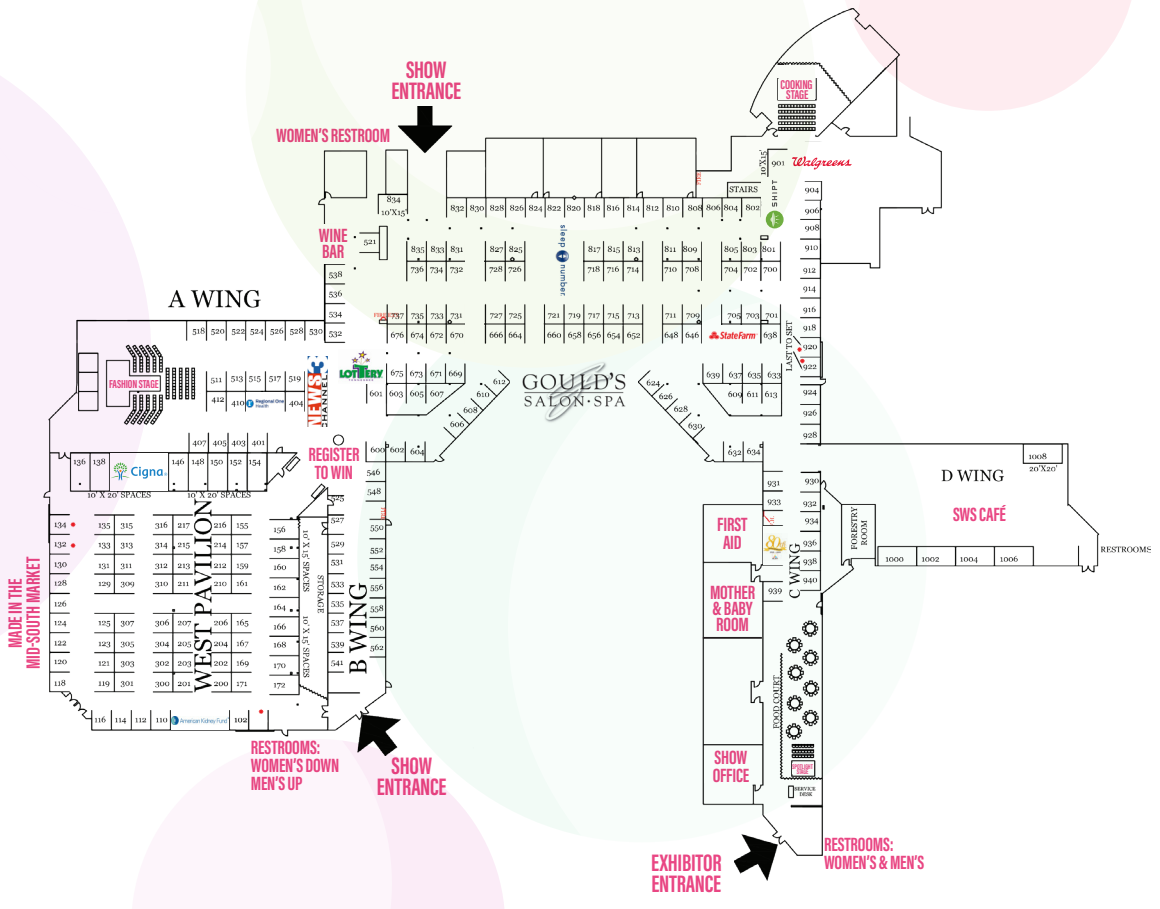 SHOW
ENTRANCE
WOMEN'S RESTROOM
COOKING
STAGE
10'X15'
901
Walgreens
STAIRS
SHIPT
834
10'X15'
832 830 828 826 824 822 820 818 816 814 812 810 808 806 804 802
904
906
908
910
912
914
916
918
920
922
924
926
928
LAST TO SET
WINE
BAR
521
835 833 831 827 825 817 815 813 811 809 805 803 801
736 734 732 728 726 718 716 714 710 708 704 702 700
sleep number
538
536
534
532
A WING
737 735 733 731 727 725 721 719 717 715 711 709 705 703 701
676 674 672 670 666 664 660 658 656 654 652 648 646 StateFarm 638
518 520 522 524 526 528 530
FASHION STAGE
511 513 515 517 519
412 410 Regional One Health 404
NEWS CHANNEL 3
LOTTERY
675 673 671 669
601 603 605 607
612
610
608
606
GOULD'S
SALON·SPA
624
626
628
630
639 637 635 633
609 611 613
407 405 403 401
REGISTER
TO WIN
600 602 604
632 634
136 138 Cigna 146 148 150 152 154
10' X 20' SPACES 10' X 20' SPACES
546
548
550
552
554
556
558
560
562
525
527
529
531
533
535
537
539
541
B WING
134 135 315 316 217 216 155
132 133 313 314 215 214 157
130 131 311 312 213 212 159
128 129 309 310 211 210 161
126
124 125 307 306 207 206 165
122 123 305 304 205 204 167
120 121 303 302 203 202 169
118 119 301 300 201 200 171
WEST PAVILION
156
158
160
162
164
166
168
170
172
10' X 15' SPACES
10' X 15' SPACES
STORAGE
MADE IN THE
MID-SOUTH MARKET
116 114 112 110 American Kidney Fund 102
RESTROOMS:
WOMEN'S DOWN
MEN'S UP
SHOW
ENTRANCE
931
933
939
930
932
934
936
938
940
C WING
FIRST
AID
MOTHER
& BABY
ROOM
SHOW
OFFICE
FORESTRY
ROOM
D WING
1008
20'X20'
SWS CAFÉ
1000 1002 1004 1006
RESTROOMS
FOOD COURT
SPOTLIGHT
STAGE
SERVICE
DESK
EXHIBITOR
ENTRANCE
RESTROOMS:
WOMEN'S & MEN'S